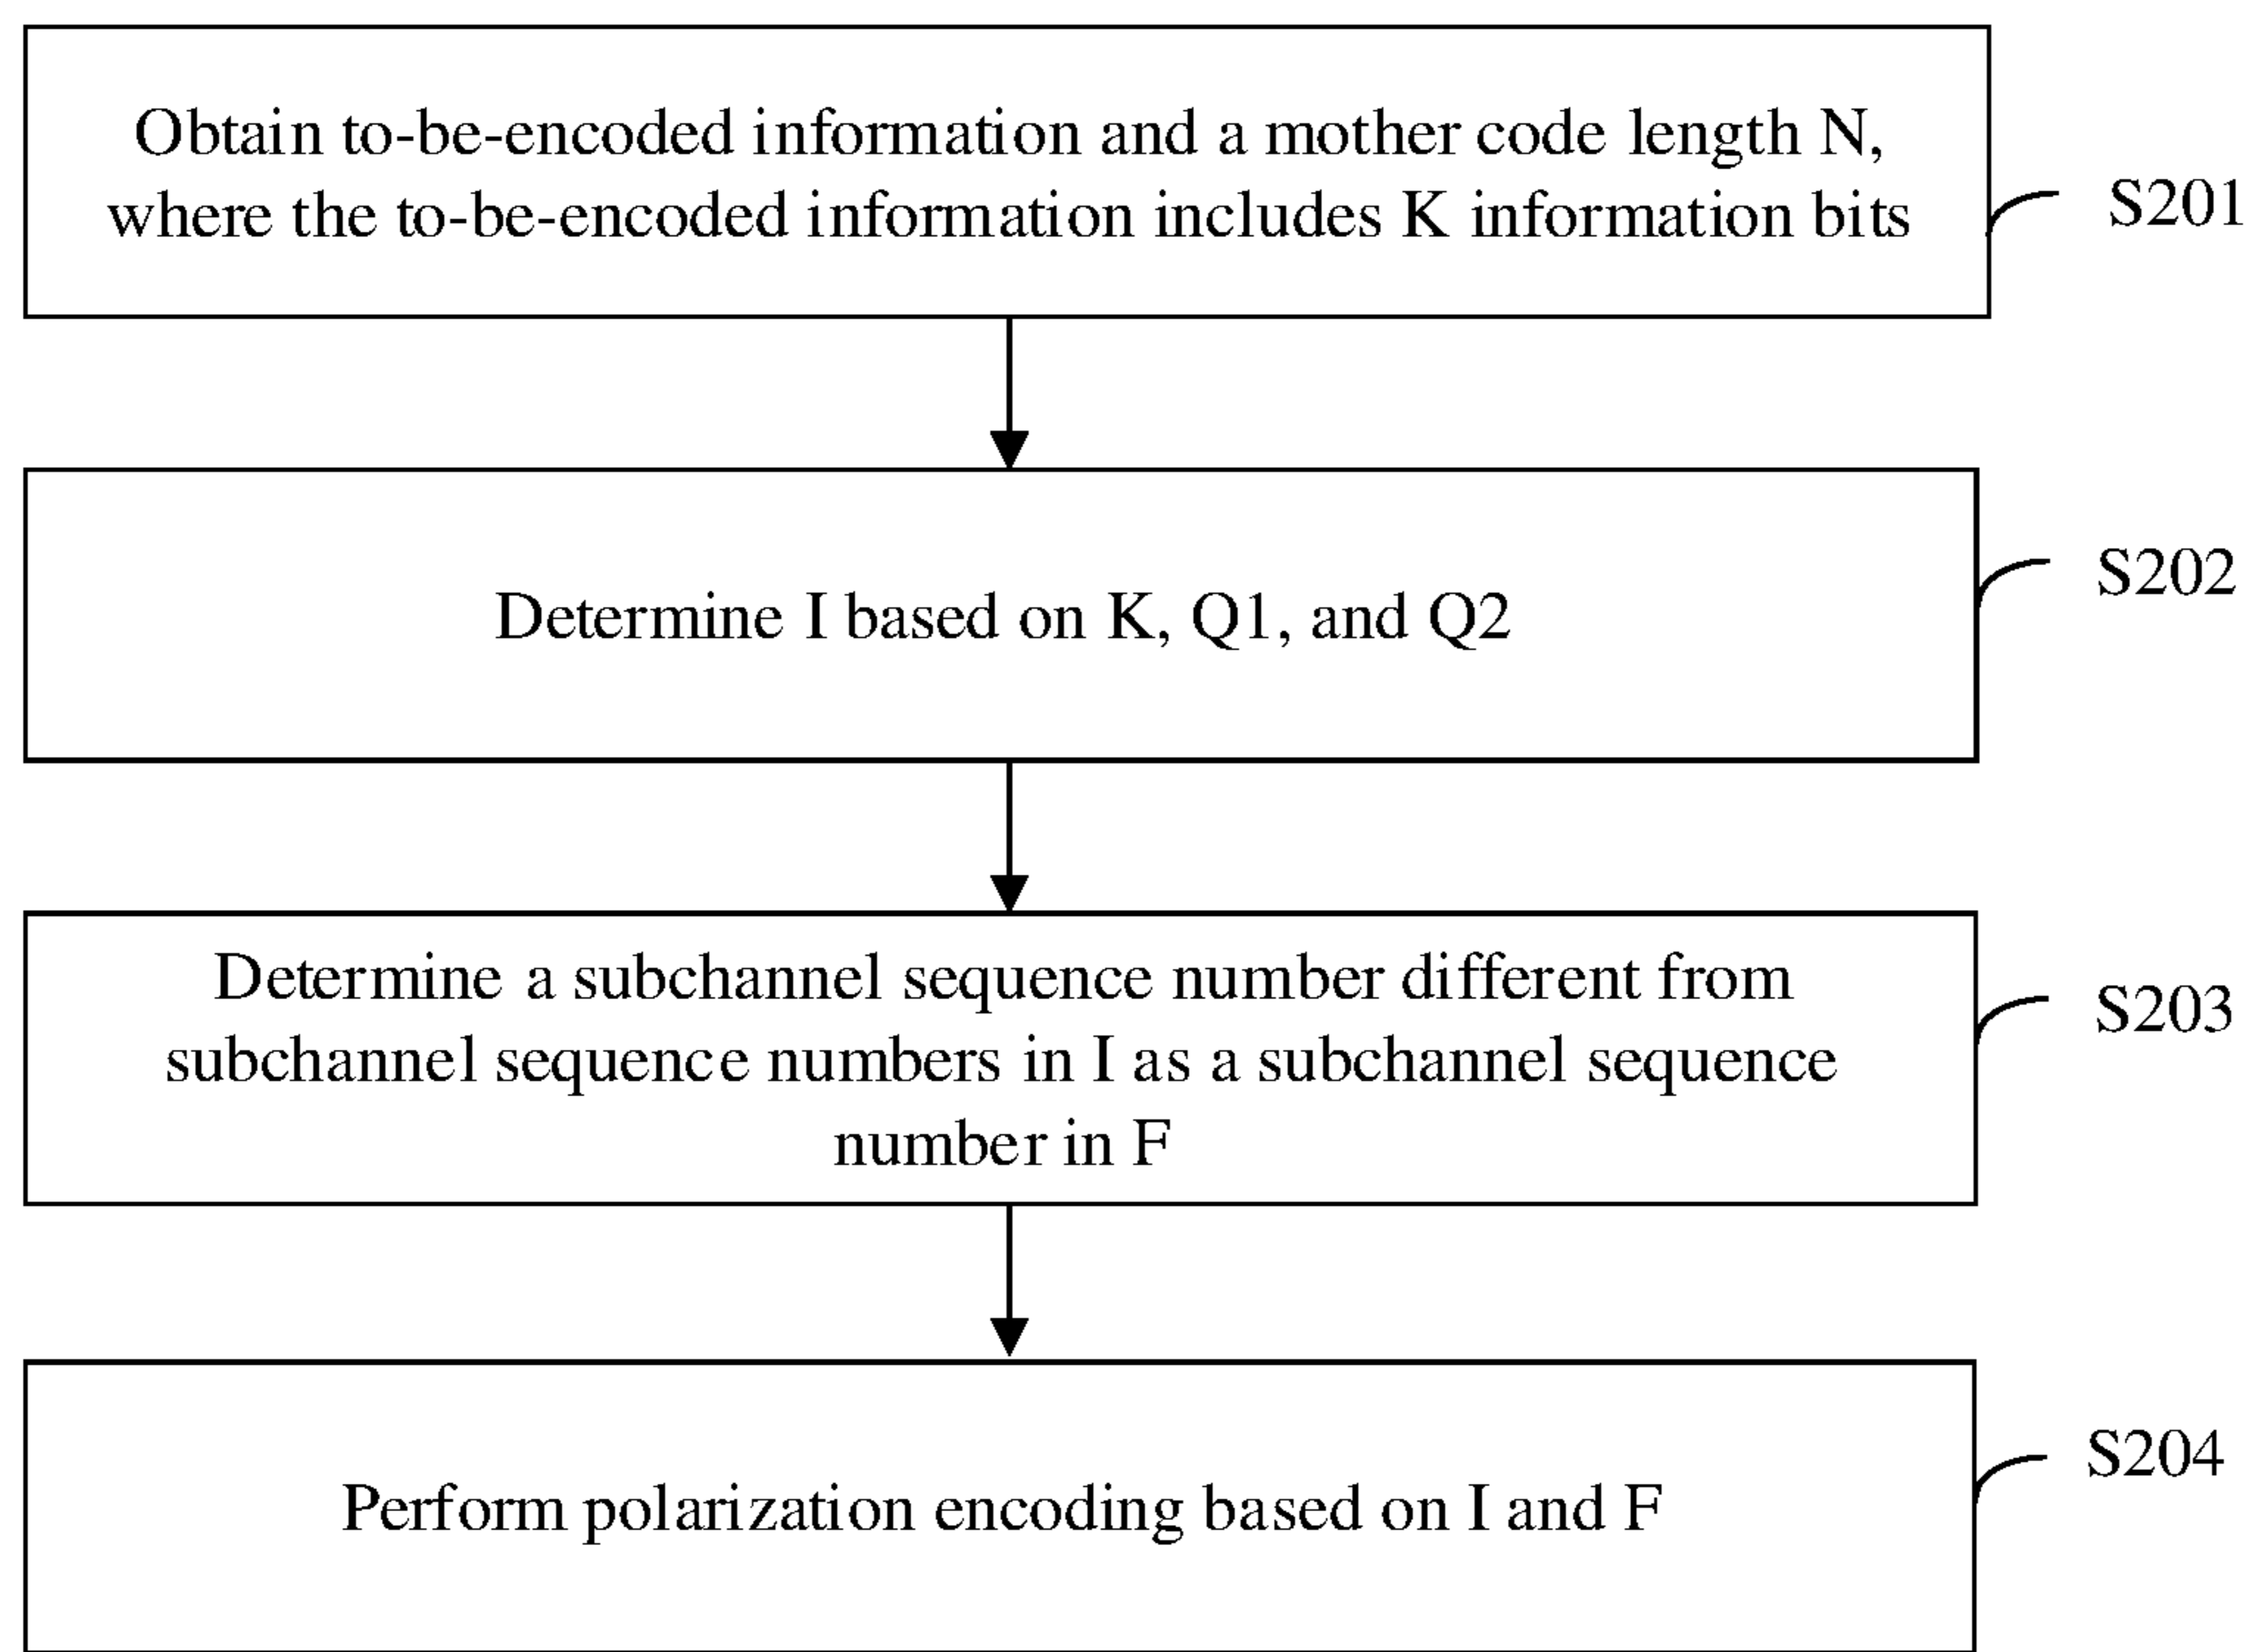 Obtain to-be-encoded information and a mother code length N,
where the to-be-encoded information includes K information bits
S201
Determine I based on K, Q1, and Q2
S202
Determine a subchannel sequence number different from
subchannel sequence numbers in I as a subchannel sequence
number in F
S203
Perform polarization encoding based on I and F
S204